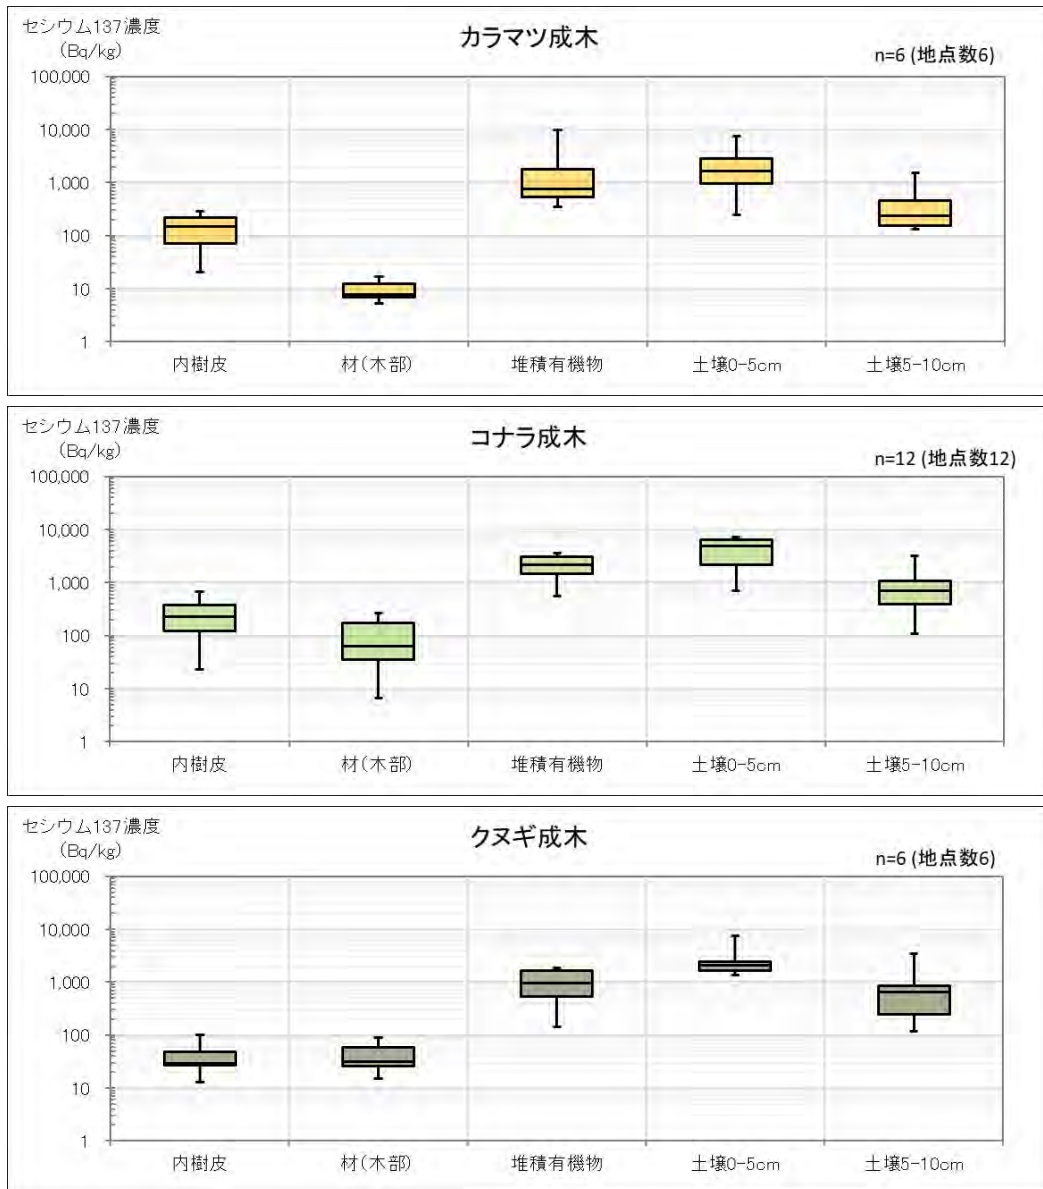 セシウム137濃度
(Bq/kg)
カラマツ成木
n=6 (地点数6)
100,000
10,000
1,000
100
10
1
内樹皮
材(木部)
堆積有機物
土壌0-5cm
土壌5-10cm
セシウム137濃度
(Bq/kg)
コナラ成木
n=12 (地点数12)
100,000
10,000
1,000
100
10
1
内樹皮
材(木部)
堆積有機物
土壌0-5cm
土壌5-10cm
セシウム137濃度
(Bq/kg)
クヌギ成木
n=6 (地点数6)
100,000
10,000
1,000
100
10
1
内樹皮
材(木部)
堆積有機物
土壌0-5cm
土壌5-10cm